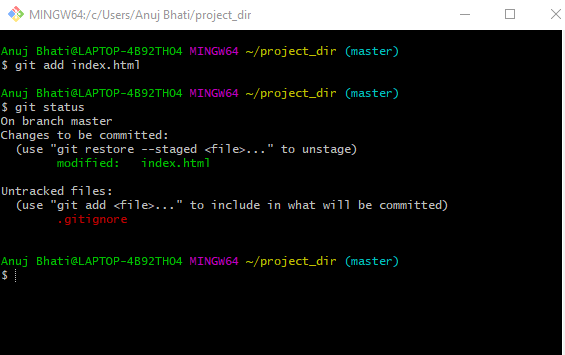 MINGW64:/c/Users/Anuj Bhati/project_dir
Anuj Bhati@LAPTOP-4B92TH04 MINGW64 ~/project_dir (master)
$ git add index.html
Anuj Bhati@LAPTOP-4B92TH04 MINGW64 ~/project_dir (master)
$ git status
On branch master
Changes to be committed:
  (use "git restore --staged <file>..." to unstage)
        modified:   index.html
Untracked files:
  (use "git add <file>..." to include in what will be committed)
        .gitignore
Anuj Bhati@LAPTOP-4B92TH04 MINGW64 ~/project_dir (master)
$